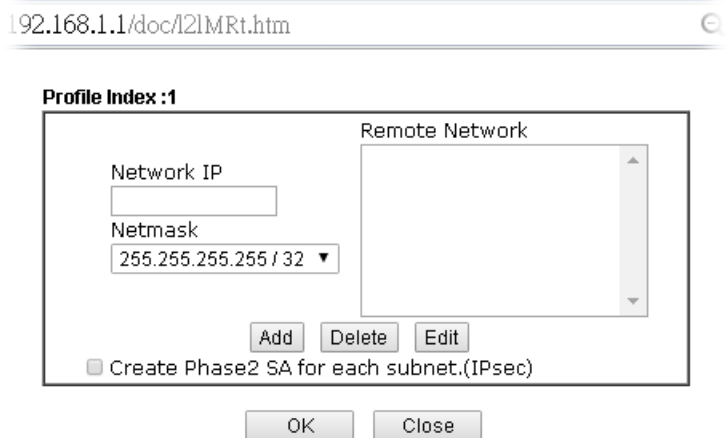 192.168.1.1/doc/l2lMRt.htm
Profile Index :1
Remote Network
Network IP
Netmask
255.255.255.255 / 32
Add Delete Edit
Create Phase2 SA for each subnet.(IPsec)
OK Close